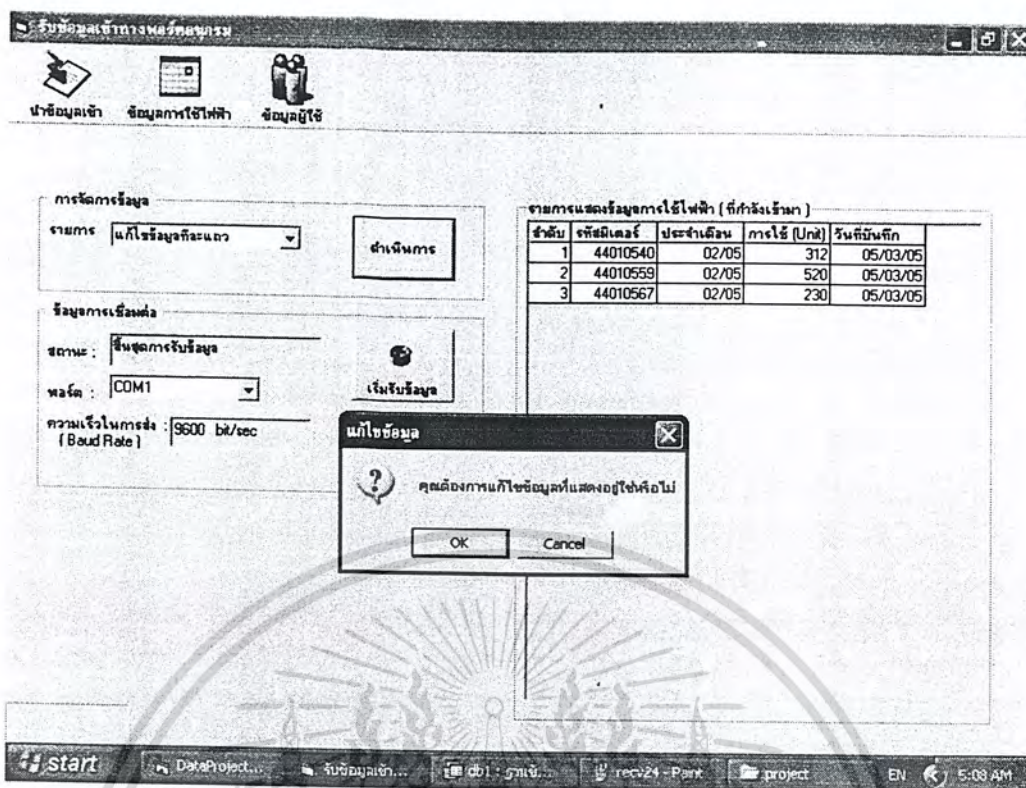 รับข้อมูลเข้าทางพอร์ตอนุกรม
นำข้อมูลเข้า ข้อมูลการใช้ไฟฟ้า ข้อมูลผู้ใช้
การจัดการข้อมูล
รายการ แก้ไขข้อมูลทีละแถว
ดำเนินการ
ข้อมูลการเชื่อมต่อ
สถานะ : สิ้นสุดการรับข้อมูล
พอร์ต : COM1
เริ่มรับข้อมูล
ความเร็วในการส่ง : 9600 bit/sec
( Baud Rate )
รายการแสดงข้อมูลการใช้ไฟฟ้า ( ที่กำลังเข้ามา )
ลำดับ รหัสมิเตอร์ ประจำเดือน การใช้ (Unit) วันที่บันทึก
1 44010540 02/05 312 05/03/05
2 44010559 02/05 520 05/03/05
3 44010567 02/05 230 05/03/05
แก้ไขข้อมูล
คุณต้องการแก้ไขข้อมูลที่แสดงอยู่ใช่หรือไม่
OK Cancel
start DataProject... รับข้อมูลเข้า... db1 : ฐานข้... recv24 - Paint project EN 5:03 AM